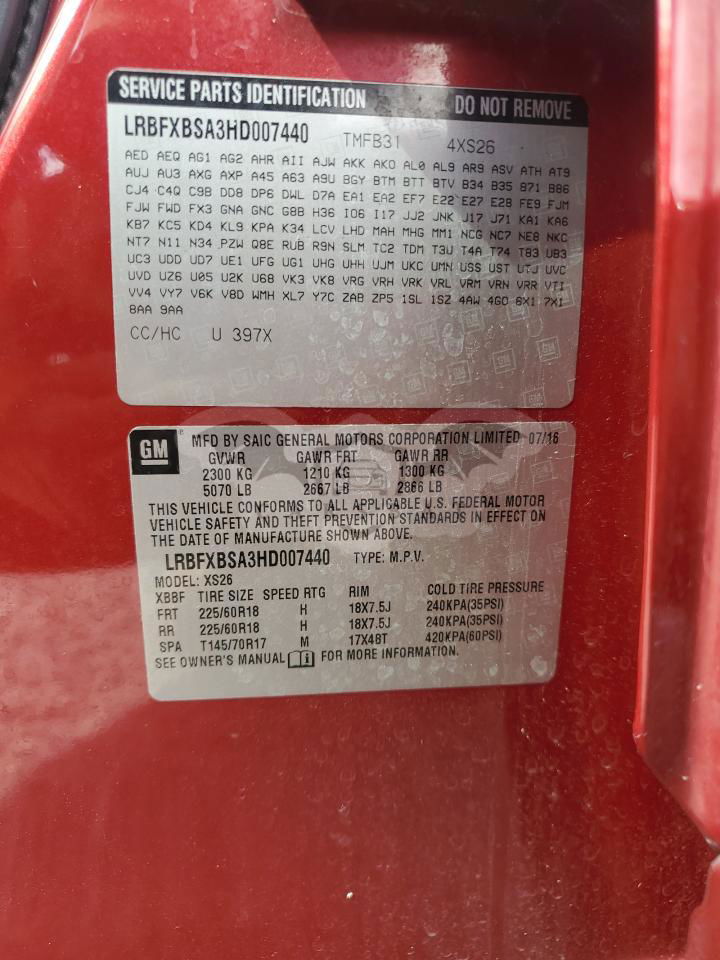 SERVICE PARTS IDENTIFICATION DO NOT REMOVE
LRBFXBSA3HD007440 TMFB31 4XS26
AED AEQ AG1 AG2 AHR AII AJW AKK AKO AL0 AL9 AR9 ASV ATH AT9
AUJ AU3 AXG AXP A45 A63 A9U BGY BTM BTT BTV B34 B35 B71 B86
CJ4 C4Q C9B DD8 DP6 DWL D7A EA1 EA2 EF7 E22 E27 E28 FE9 FJM
FJW FWD FX3 GNA GNC G8B H36 I06 I17 JJ2 JNK J17 J71 KA1 KA6
KB7 KC5 KD4 KL9 KPA K34 LCV LHD MAH MHG MM1 NCG NC7 NE8 NKC
NT7 N11 N34 PZW Q8E RUB R9N SLM TC2 TDM T3U T4A T74 T83 UB3
UC3 UDD UD7 UE1 UFG UG1 UHG UHH UJM UKC UMN USS UST UTJ UVC
UVD UZ6 U05 U2K U68 VK3 VK8 VRG VRH VRK VRL VRM VRN VRR VTI
VV4 VY7 V6K V8D WMH XL7 Y7C ZAB ZP5 1SL 1SZ 4AW 4GO 6X1 7X1
8AA 9AA
CC/HC U 397X
GM ® MFD BY SAIC GENERAL MOTORS CORPORATION LIMITED 07/16
GVWR GAWR FRT GAWR RR
2300 KG 1210 KG 1300 KG
5070 LB 2667 LB 2866 LB
THIS VEHICLE CONFORMS TO ALL APPLICABLE U.S. FEDERAL MOTOR
VEHICLE SAFETY AND THEFT PREVENTION STANDARDS IN EFFECT ON
THE DATE OF MANUFACTURE SHOWN ABOVE.
LRBFXBSA3HD007440 TYPE: M.P.V.
MODEL: XS26
XBBF TIRE SIZE SPEED RTG RIM COLD TIRE PRESSURE
FRT 225/60R18 H 18X7.5J 240KPA(35PSI)
RR 225/60R18 H 18X7.5J 240KPA(35PSI)
SPA T145/70R17 M 17X4BT 420KPA(60PSI)
SEE OWNER'S MANUAL FOR MORE INFORMATION.